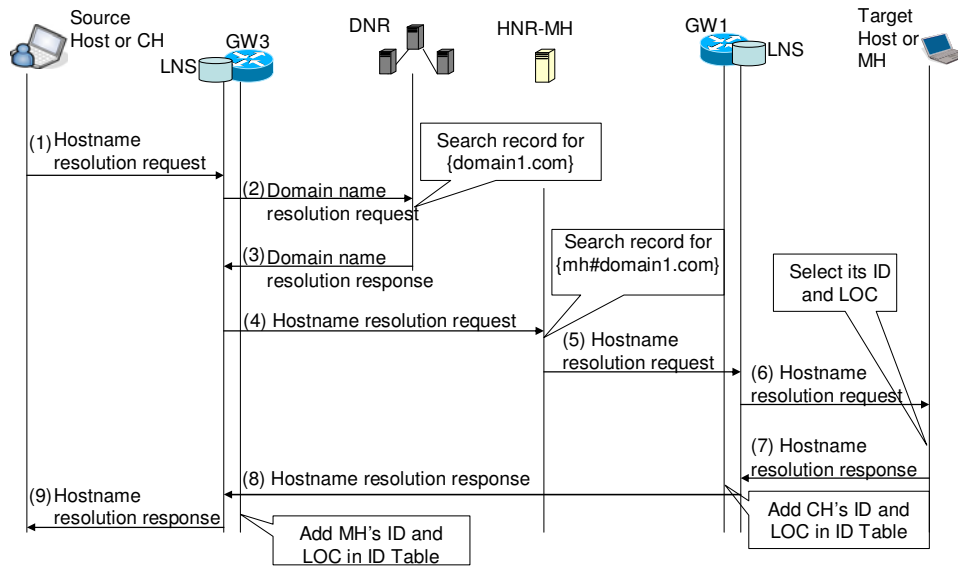 Source
Host or CH
LNS
GW3
DNR
HNR-MH
GW1
LNS
Target
Host or
MH
(1) Hostname
resolution request
(2) Domain name
resolution request
Search record for
{domain1.com}
(3) Domain name
resolution response
Search record for
{mh#domain1.com}
Select its ID
and LOC
(4) Hostname resolution request
(5) Hostname
resolution request
(6) Hostname
resolution request
(7) Hostname
resolution response
(8) Hostname resolution response
(9) Hostname
resolution response
Add CH's ID and
LOC in ID Table
Add MH's ID and
LOC in ID Table